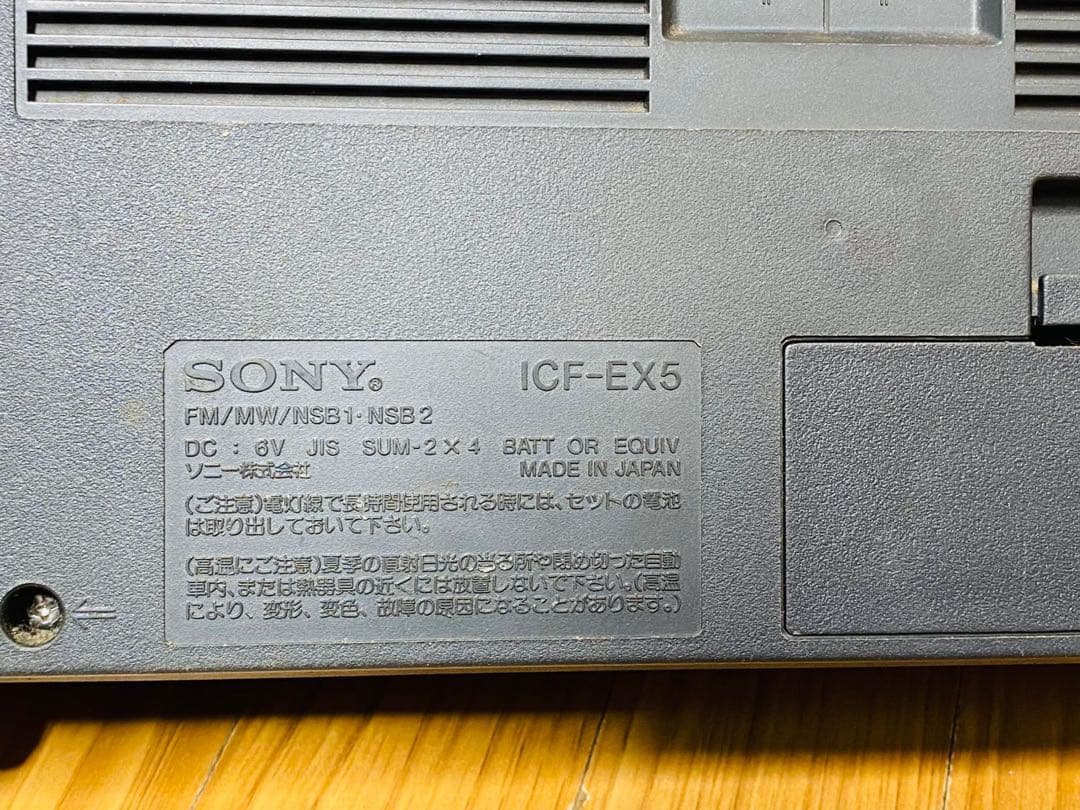 SONY® ICF-EX5
FM/MW/NSB1·NSB2
DC : 6V JIS SUM-2×4 BATT OR EQUIV
ソニー株式会社 MADE IN JAPAN
(ご注意)電灯線で長時間使用される時には、セットの電池
は取り出しておいて下さい。
(高温にご注意)夏季の直射日光の当る所や閉め切った自動
車内、または熱器具の近くには放置しないで下さい。(高温
により、変形、変色、故障の原因になることがあります。)